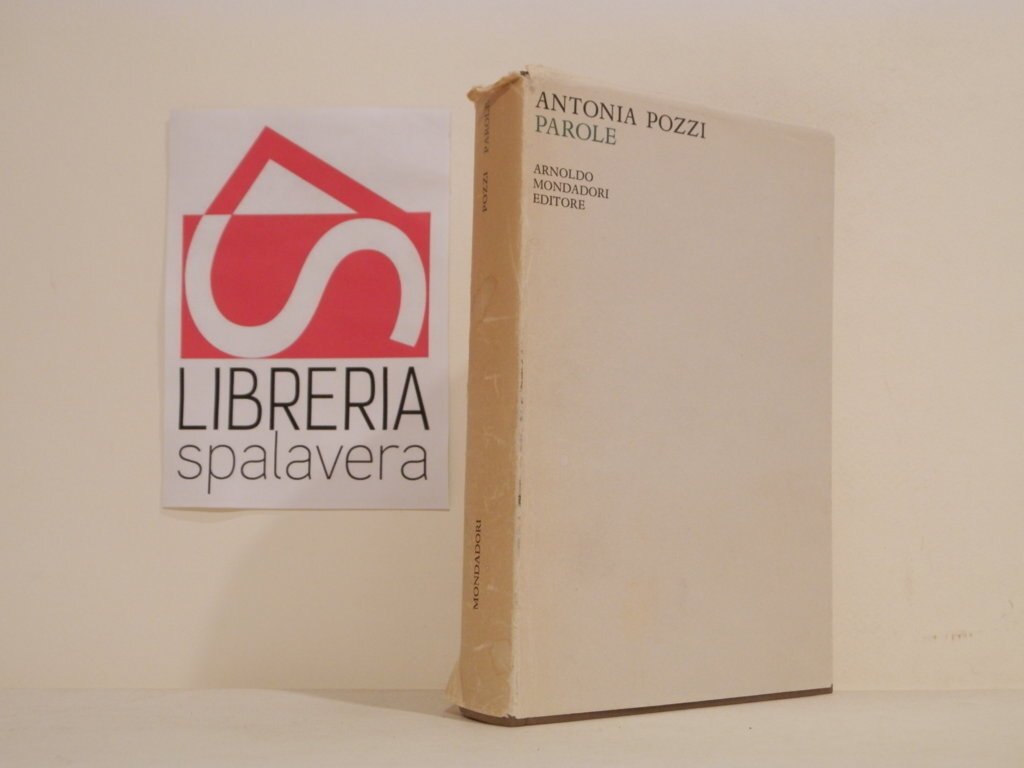 LIBRERIA
spalavera
POZZI PAROLE
MONDADORI
ANTONIA POZZI
PAROLE
ARNOLDO
MONDADORI
EDITORE